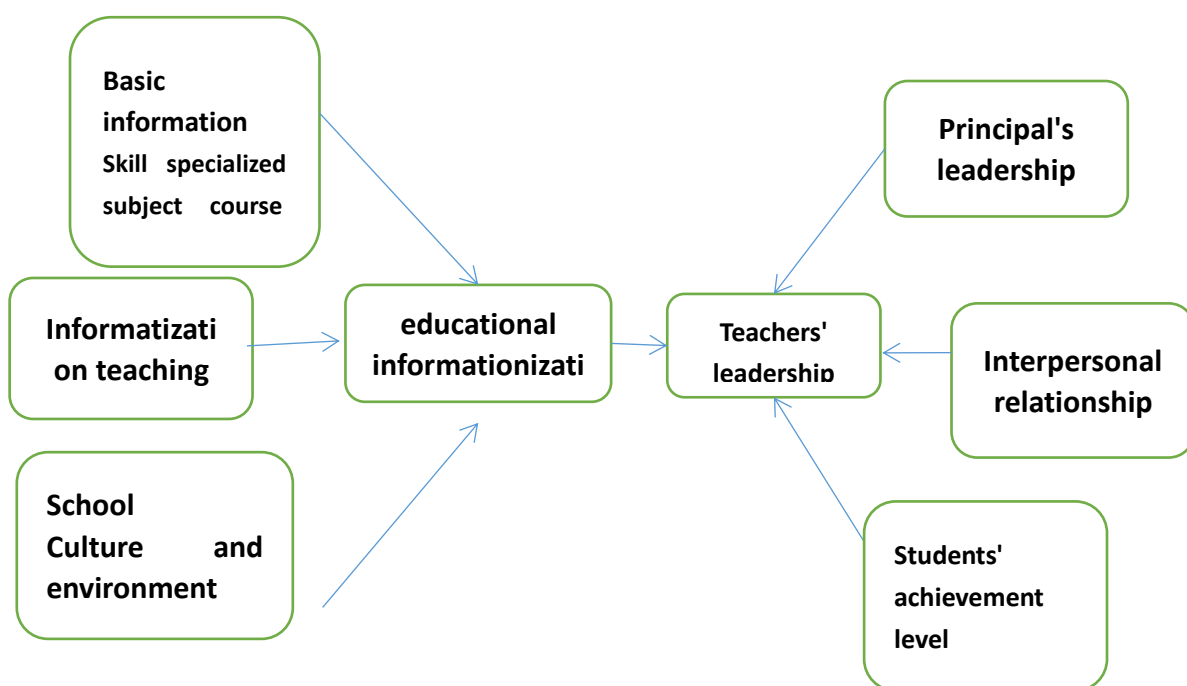 Basic
information
Skill specialized
subject course
Informatizati
on teaching
School
Culture and
environment
educational
informationizati
Teachers'
leadership
Principal's
leadership
Interpersonal
relationship
Students'
achievement
level